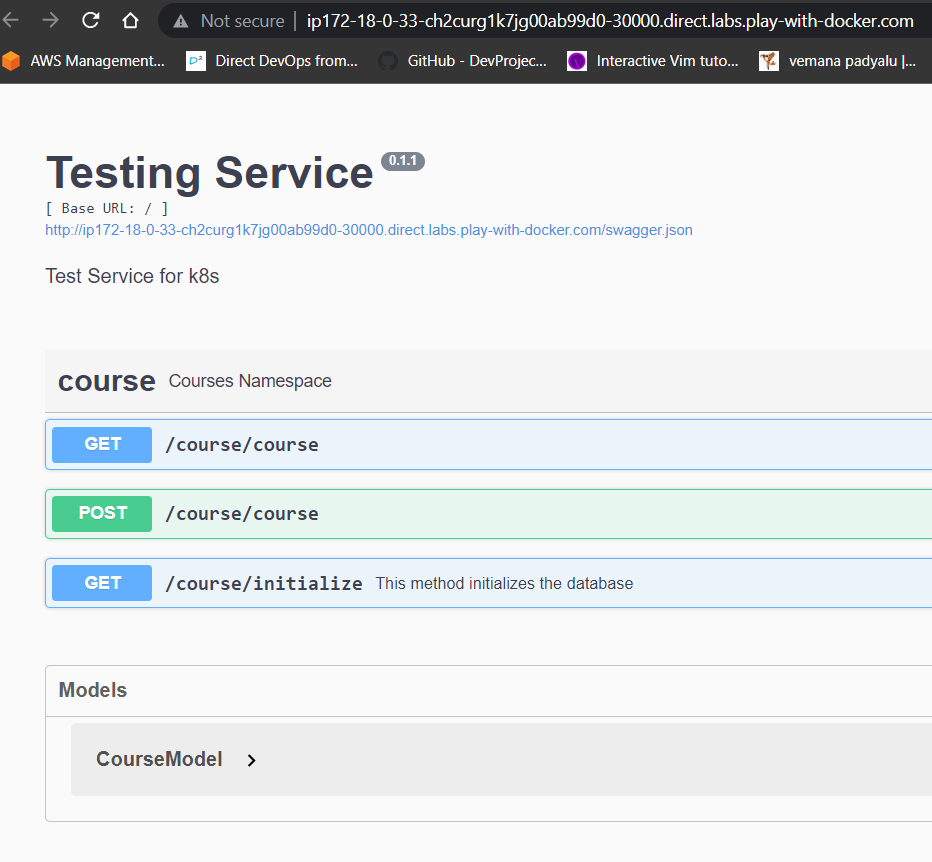 Not secure | ip172-18-0-33-ch2curg1k7jg00ab99d0-30000.direct.labs.play-with-docker.com
AWS Management... Direct DevOps from... GitHub - DevProjec... Interactive Vim tuto... vemana padyalu |...
Testing Service 0.1.1
[ Base URL: / ]
http://ip172-18-0-33-ch2curg1k7jg00ab99d0-30000.direct.labs.play-with-docker.com/swagger.json
Test Service for k8s
course Courses Namespace
GET /course/course
POST /course/course
GET /course/initialize This method initializes the database
Models
CourseModel